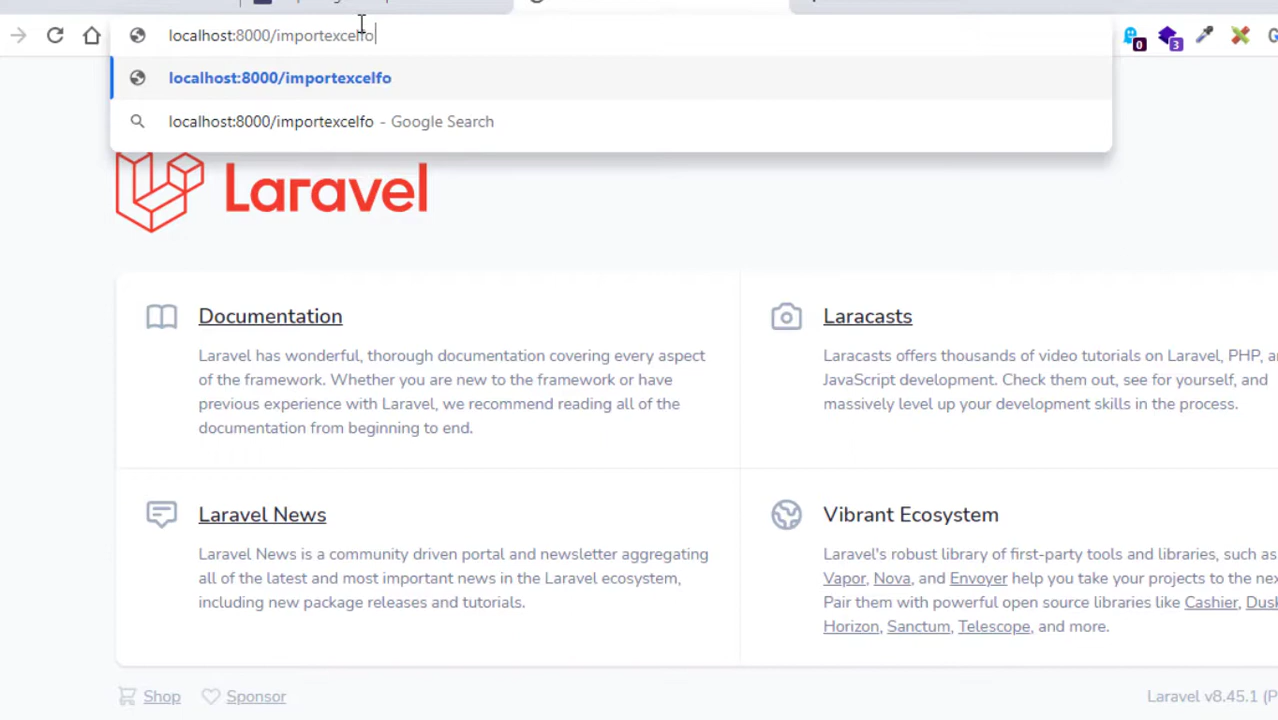 localhost:8000/importexcelfo
0
3
localhost:8000/importexcelfo
localhost:8000/importexcelfo - Google Search
Laravel
Documentation
Laravel has wonderful, thorough documentation covering every aspect
of the framework. Whether you are new to the framework or have
previous experience with Laravel, we recommend reading all of the
documentation from beginning to end.
Laracasts
Laracasts offers thousands of video tutorials on Laravel, PHP, an
JavaScript development. Check them out, see for yourself, and
massively level up your development skills in the process.
Laravel News
Laravel News is a community driven portal and newsletter aggregating
all of the latest and most important news in the Laravel ecosystem,
including new package releases and tutorials.
Vibrant Ecosystem
Laravel's robust library of first-party tools and libraries, such as
Vapor, Nova, and Envoyer help you take your projects to the nex
Pair them with powerful open source libraries like Cashier, Dusk
Horizon, Sanctum, Telescope, and more.
Shop
Sponsor
Laravel v8.45.1 (P